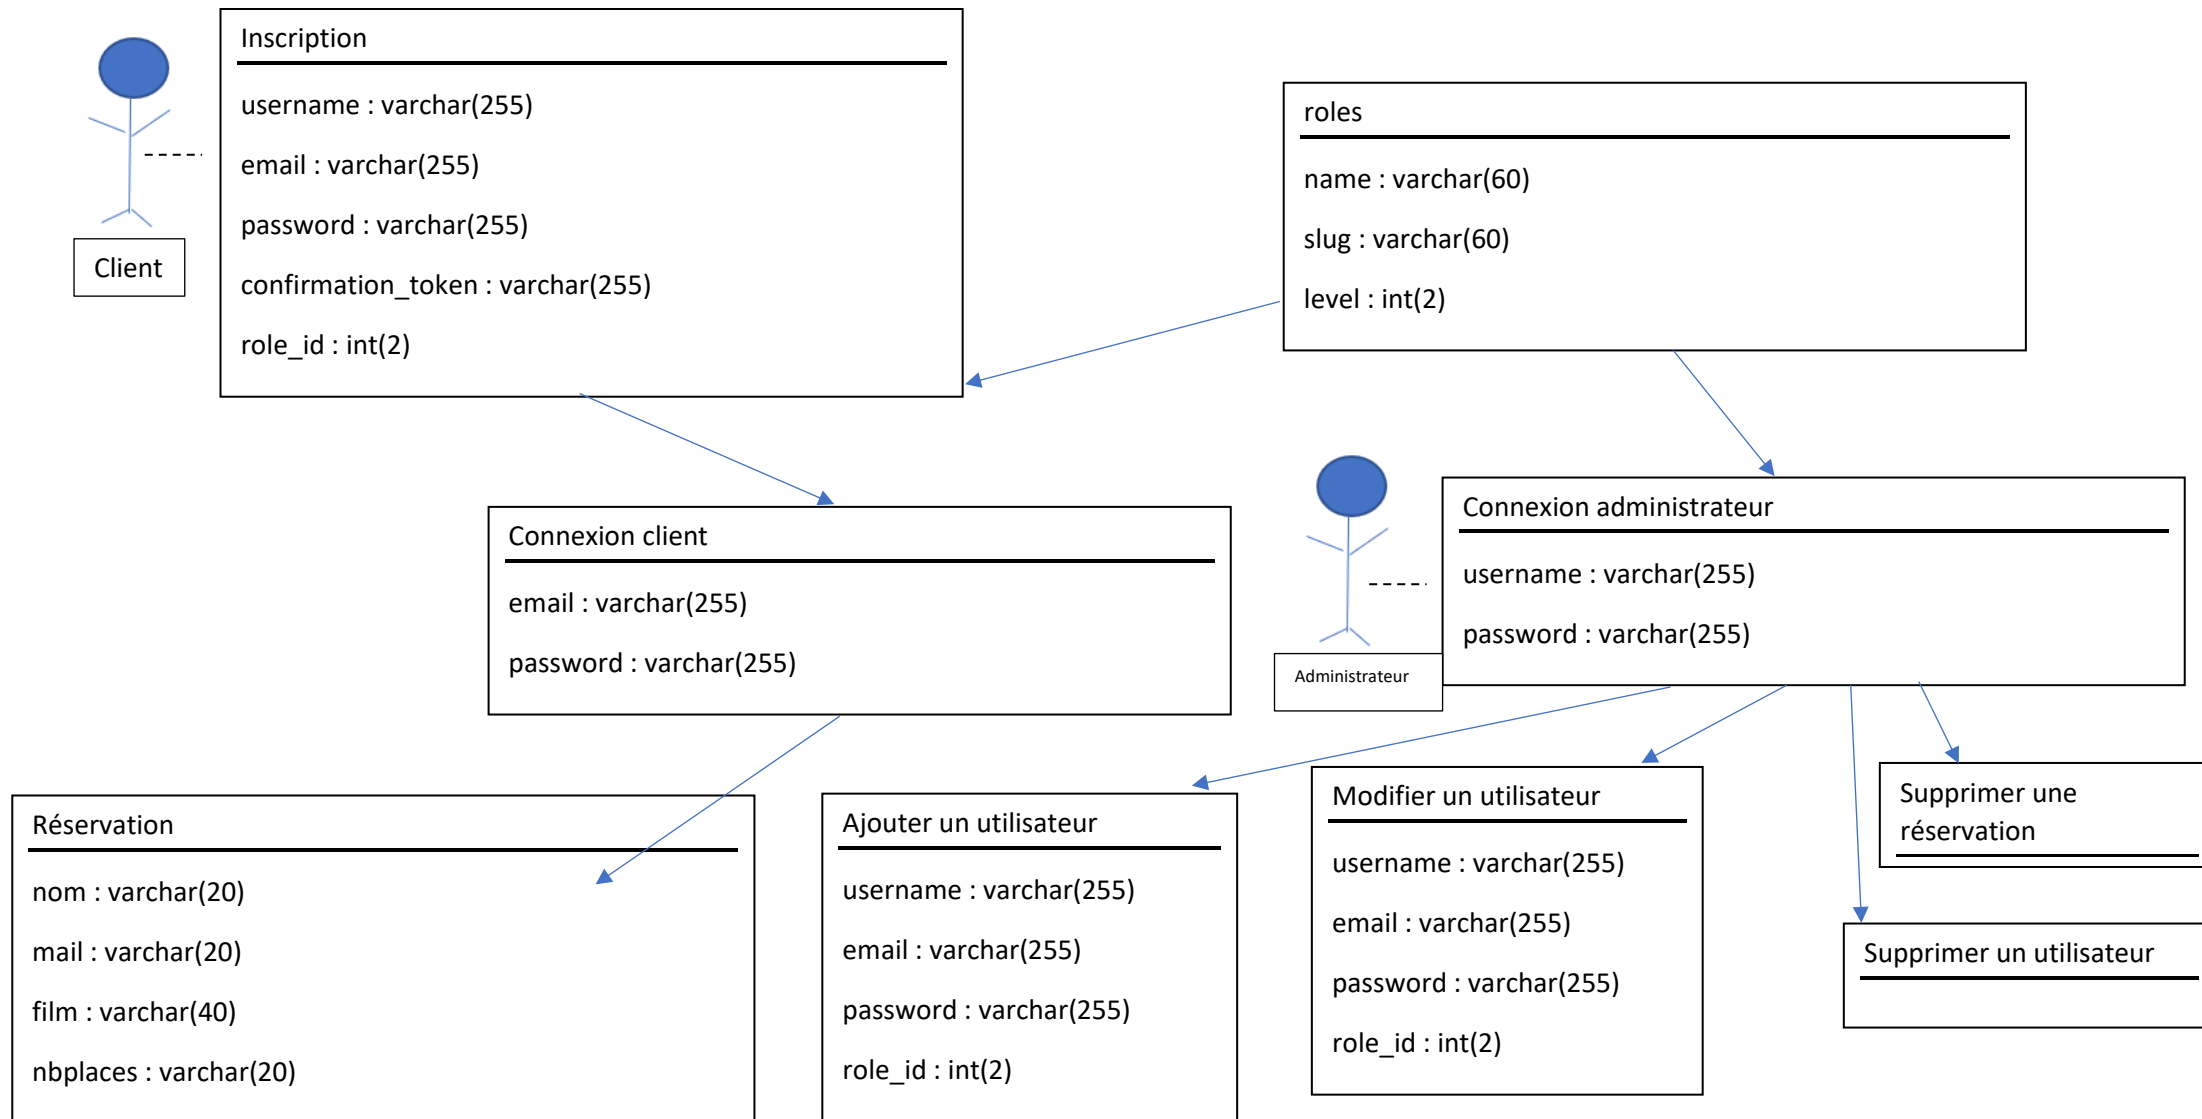 Inscription
username : varchar(255)
email : varchar(255)
password : varchar(255)
confirmation_token : varchar(255)
role_id : int(2)
Client
roles
name : varchar(60)
slug : varchar(60)
level : int(2)
Connexion client
email : varchar(255)
password : varchar(255)
Administrateur
Connexion administrateur
username : varchar(255)
password : varchar(255)
Réservation
nom : varchar(20)
mail : varchar(20)
film : varchar(40)
nbplaces : varchar(20)
Ajouter un utilisateur
username : varchar(255)
email : varchar(255)
password : varchar(255)
role_id : int(2)
Modifier un utilisateur
username : varchar(255)
email : varchar(255)
password : varchar(255)
role_id : int(2)
Supprimer une
réservation
Supprimer un utilisateur